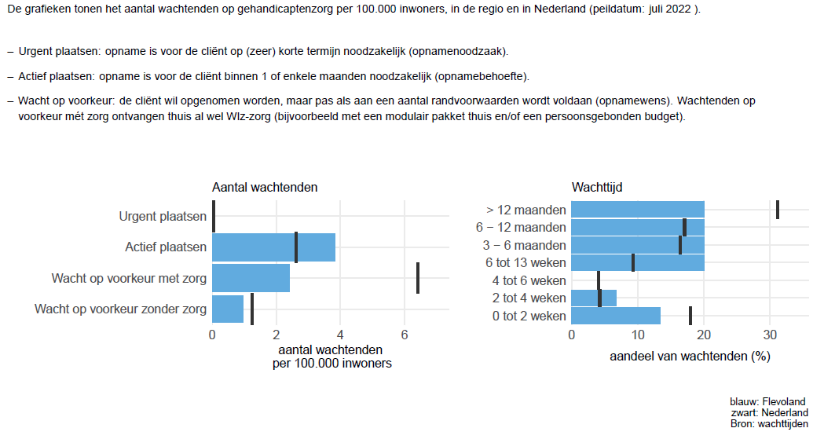 De grafieken tonen het aantal wachtenden op gehandicaptenzorg per 100.000 inwoners, in de regio en in Nederland (peildatum: juli 2022 ).
– Urgent plaatsen: opname is voor de cliënt op (zeer) korte termijn noodzakelijk (opnamenoodzaak).
– Actief plaatsen: opname is voor de cliënt binnen 1 of enkele maanden noodzakelijk (opnamebehoefte).
– Wacht op voorkeur: de cliënt wil opgenomen worden, maar pas als aan een aantal randvoorwaarden wordt voldaan (opnamewens). Wachtenden op
voorkeur mét zorg ontvangen thuis al wel Wlz-zorg (bijvoorbeeld met een modulair pakket thuis en/of een persoonsgebonden budget).
Aantal wachtenden
Urgent plaatsen
Actief plaatsen
Wacht op voorkeur met zorg
Wacht op voorkeur zonder zorg
0 2 4 6
aantal wachtenden
per 100.000 inwoners
Wachttijd
> 12 maanden
6 − 12 maanden
3 − 6 maanden
6 tot 13 weken
4 tot 6 weken
2 tot 4 weken
0 tot 2 weken
0 10 20 30
aandeel van wachtenden (%)
blauw: Flevoland
zwart: Nederland
Bron: wachttijden